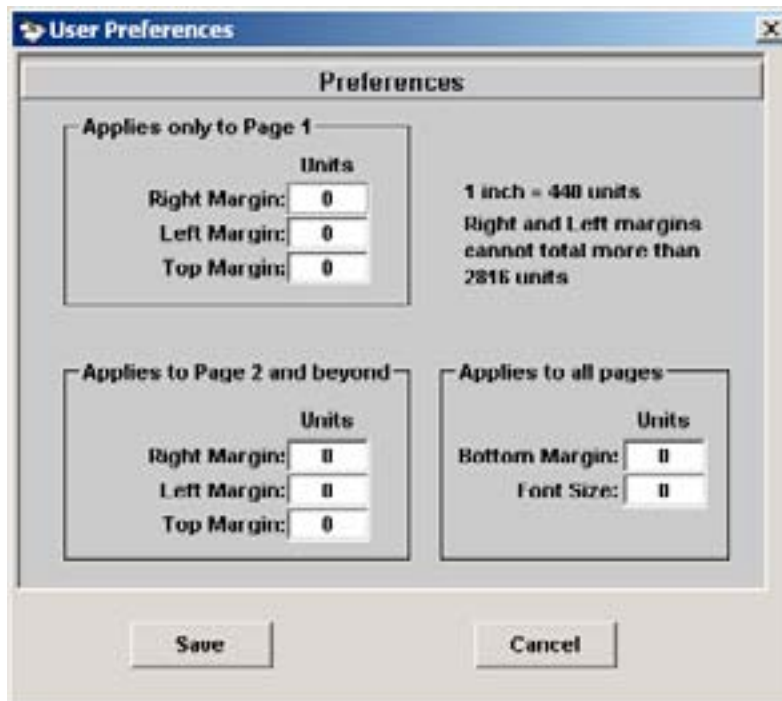 User Preferences
Preferences
Applies only to Page 1
Units
Right Margin: 0
Left Margin: 0
Top Margin: 0
1 inch = 440 units
Right and Left margins
cannot total more than
2816 units
Applies to Page 2 and beyond
Units
Right Margin: 0
Left Margin: 0
Top Margin: 0
Applies to all pages
Units
Bottom Margin: 0
Font Size: 0
Save
Cancel